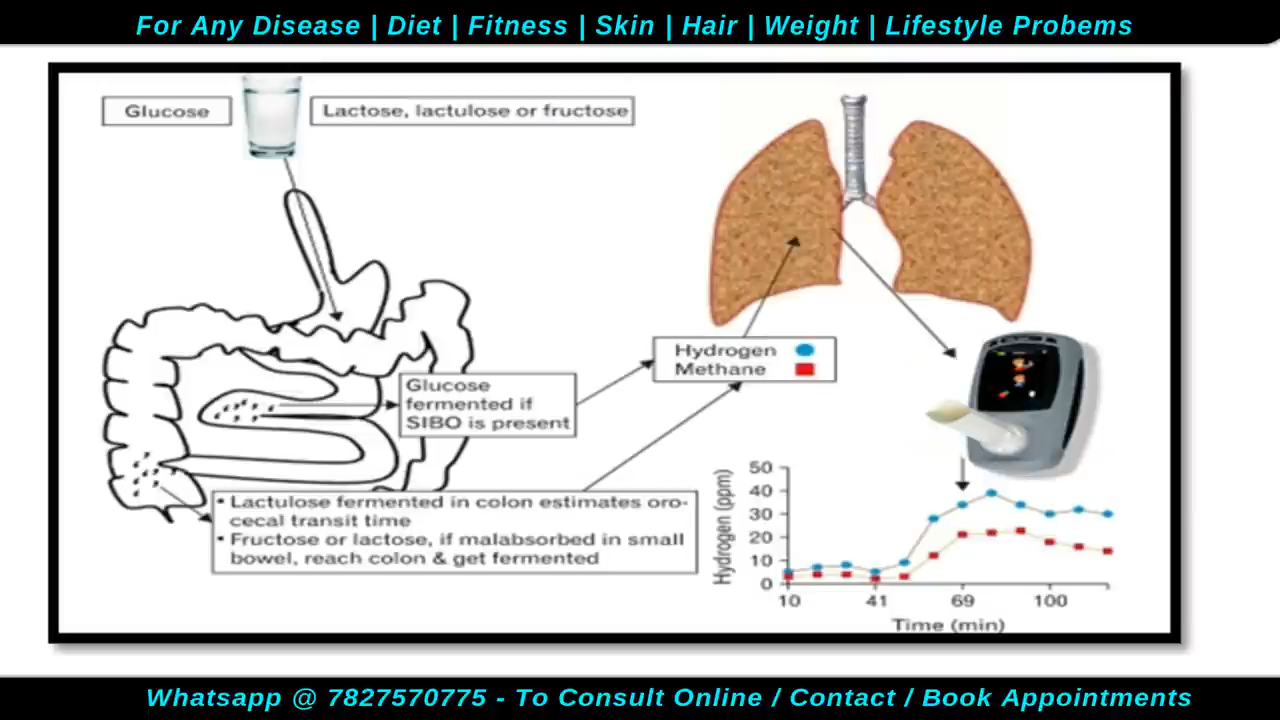 For Any Disease | Diet | Fitness | Skin | Hair | Weight | Lifestyle Probems
Glucose
Lactose, lactulose or fructose
Hydrogen
Methane
Glucose
fermented if
SIBO is present
• Lactulose fermented in colon estimates oro-
cecal transit time
• Fructose or lactose, if malabsorbed in small
bowel, reach colon & get fermented
Hydrogen (ppm)
50
40
30
20
10
0
10 41 69 100
Time (min)
Whatsapp @ 7827570775 - To Consult Online / Contact / Book Appointments